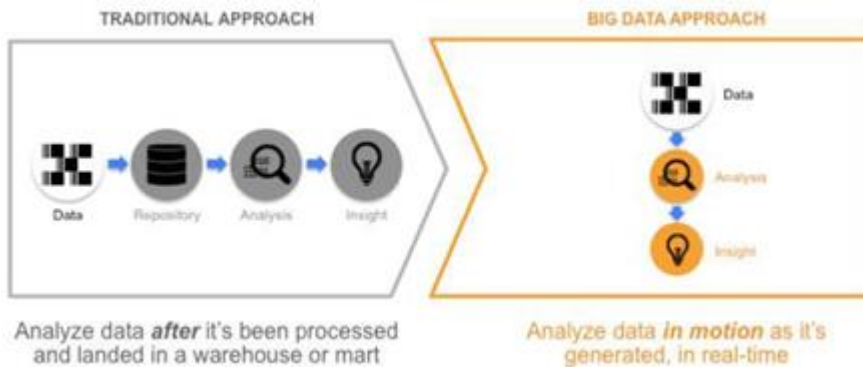 TRADITIONAL APPROACH
BIG DATA APPROACH
Data
Repository
Analysis
Insight
Data
Analysis
Insight
Analyze data after it's been processed
and landed in a warehouse or mart
Analyze data in motion as it's
generated, in real-time